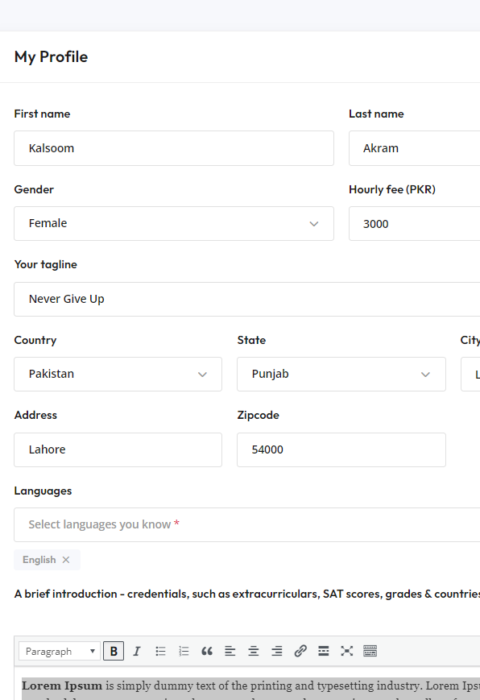 My Profile
First name Last name
Kalsoom Akram
Gender Hourly fee (PKR)
Female 3000
Your tagline
Never Give Up
Country State City
Pakistan Punjab L
Address Zipcode
Lahore 54000
Languages
Select languages you know *
English ×
A brief introduction - credentials, such as extracurriculars, SAT scores, grades & countries
Paragraph B I
Lorem Ipsum is simply dummy text of the printing and typesetting industry. Lorem Ips